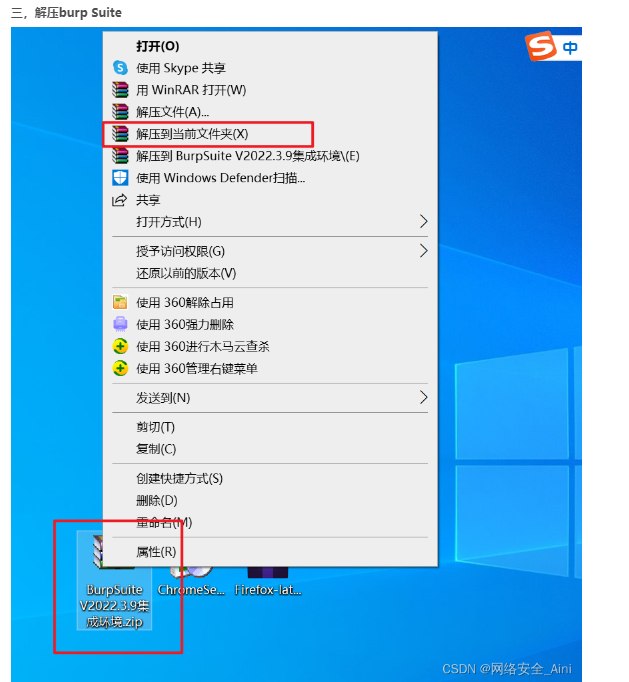 三，解压burp Suite
中
打开(O)
使用 Skype 共享
用 WinRAR 打开(W)
解压文件(A)...
解压到当前文件夹(X)
解压到 BurpSuite V2022.3.9集成环境\(E)
使用 Windows Defender扫描...
共享
打开方式(H)
授予访问权限(G)
还原以前的版本(V)
使用 360解除占用
使用 360强力删除
使用 360进行木马云查杀
使用 360管理右键菜单
发送到(N)
剪切(T)
复制(C)
创建快捷方式(S)
删除(D)
重命名(M)
属性(R)
BurpSuite
V2022.3.9集
成环境.zip
ChromeSe...
Firefox-lat...
CSDN @网络安全_Aini